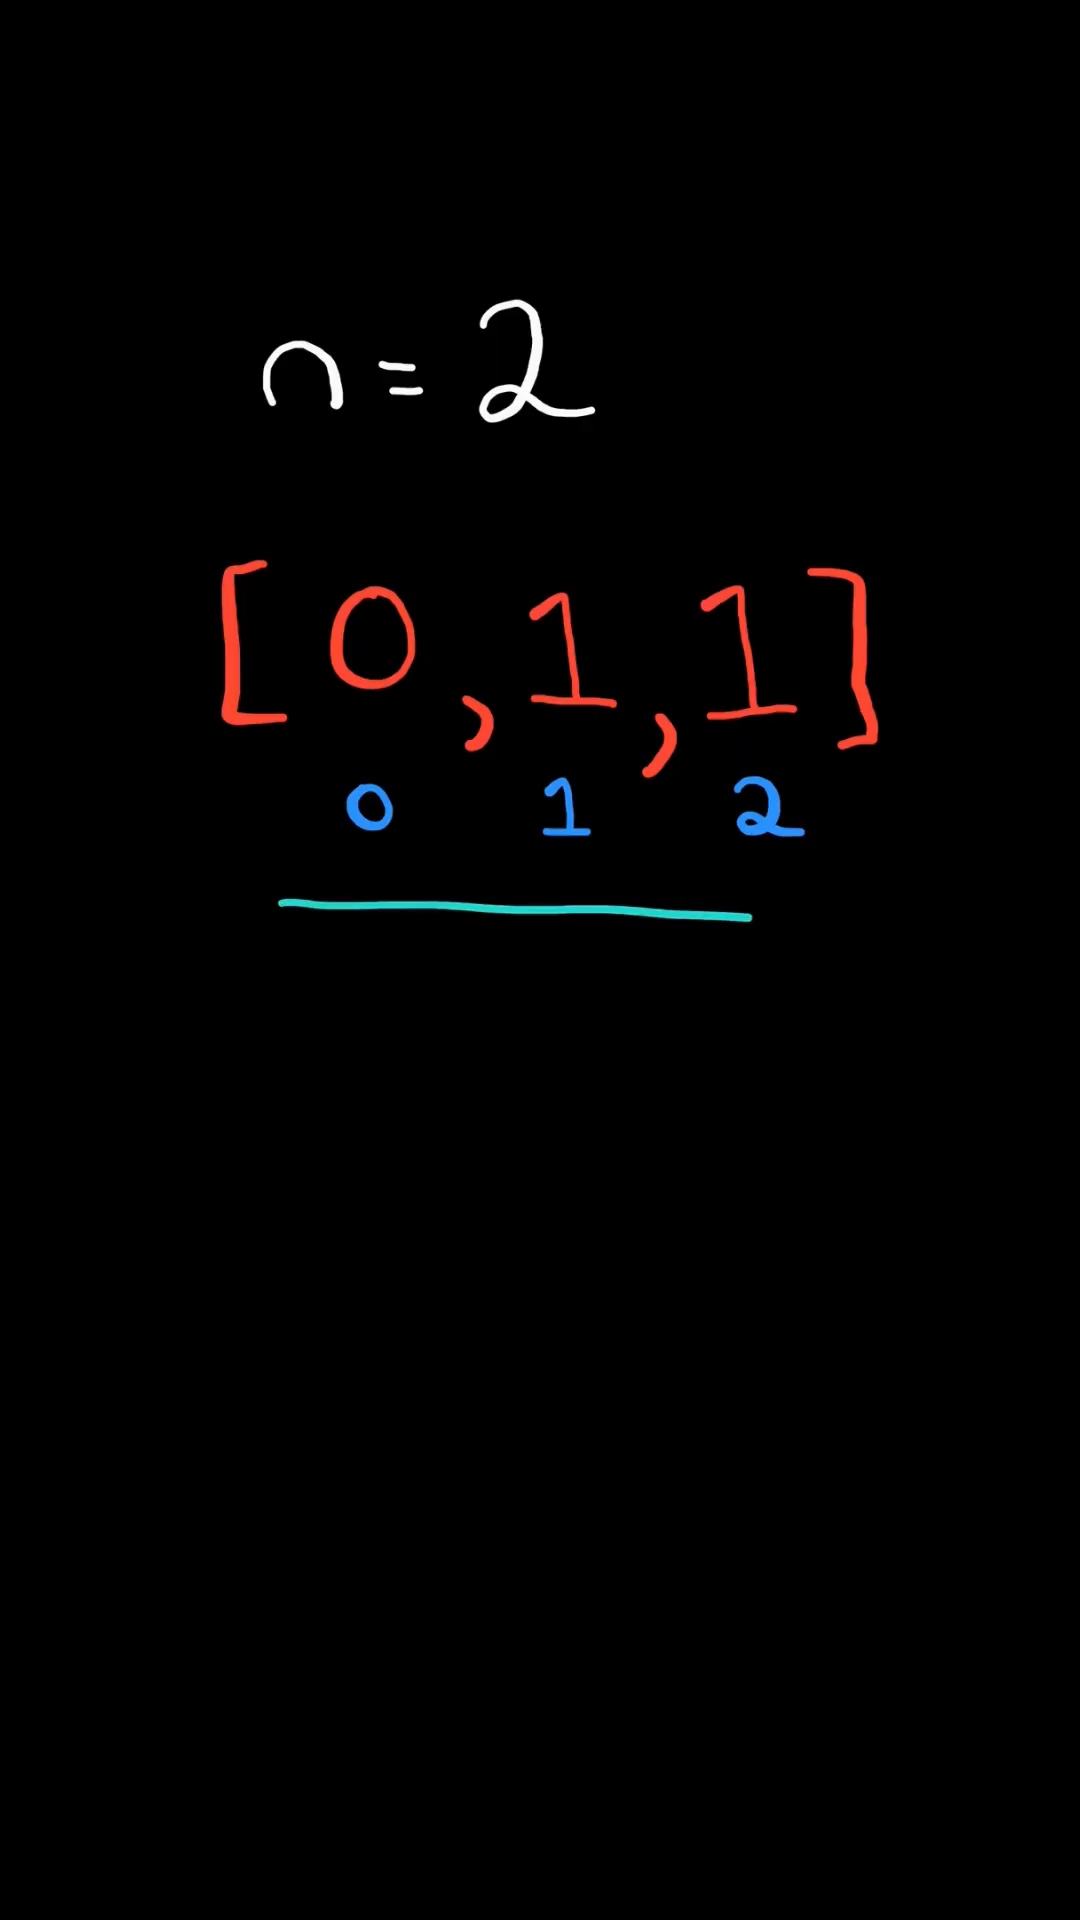 n = 2
[0, 1, 1]
0 1 2